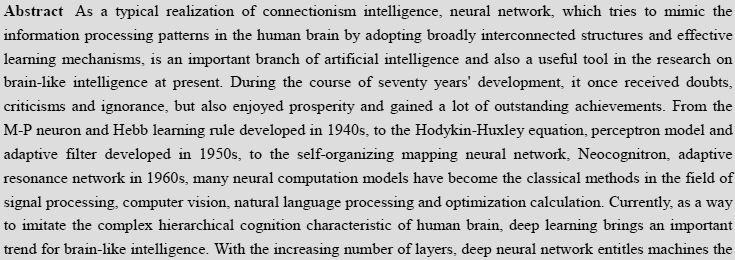 Abstract As a typical realization of connectionism intelligence, neural network, which tries to mimic the
information processing patterns in the human brain by adopting broadly interconnected structures and effective
learning mechanisms, is an important branch of artificial intelligence and also a useful tool in the research on
brain-like intelligence at present. During the course of seventy years' development, it once received doubts,
criticisms and ignorance, but also enjoyed prosperity and gained a lot of outstanding achievements. From the
M-P neuron and Hebb learning rule developed in 1940s, to the Hodykin-Huxley equation, perceptron model and
adaptive filter developed in 1950s, to the self-organizing mapping neural network, Neocognitron, adaptive
resonance network in 1960s, many neural computation models have become the classical methods in the field of
signal processing, computer vision, natural language processing and optimization calculation. Currently, as a way
to imitate the complex hierarchical cognition characteristic of human brain, deep learning brings an important
trend for brain-like intelligence. With the increasing number of layers, deep neural network entitles machines the